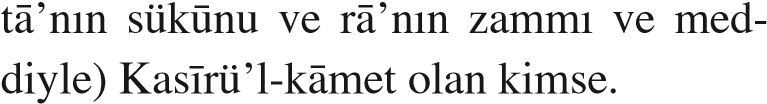 tā’nın sükūnu ve rā’nın zammı ve med-
diyle) Kasīrü’l-kāmet olan kimse.